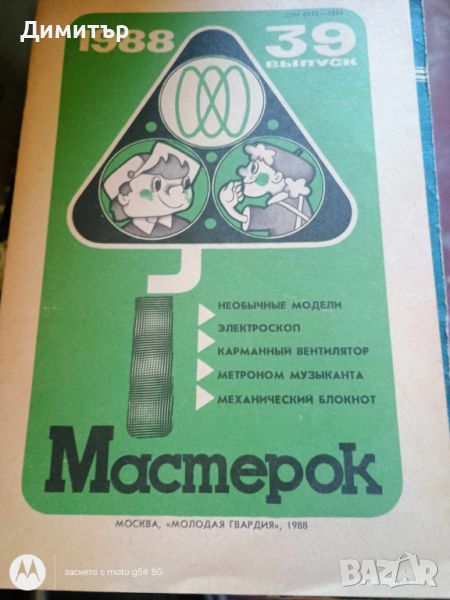 Димитър
1988
39
ВЫПУСК
НЕОБЫЧНЫЕ МОДЕЛИ
ЭЛЕКТРОСКОП
КАРМАННЫЙ ВЕНТИЛЯТОР
МЕТРОНОМ МУЗЫКАНТА
МЕХАНИЧЕСКИЙ БЛОКНОТ
Мастерок
МОСКВА, «МОЛОДАЯ ГВАРДИЯ», 1988
заснето с moto g54 5G
BAZAR